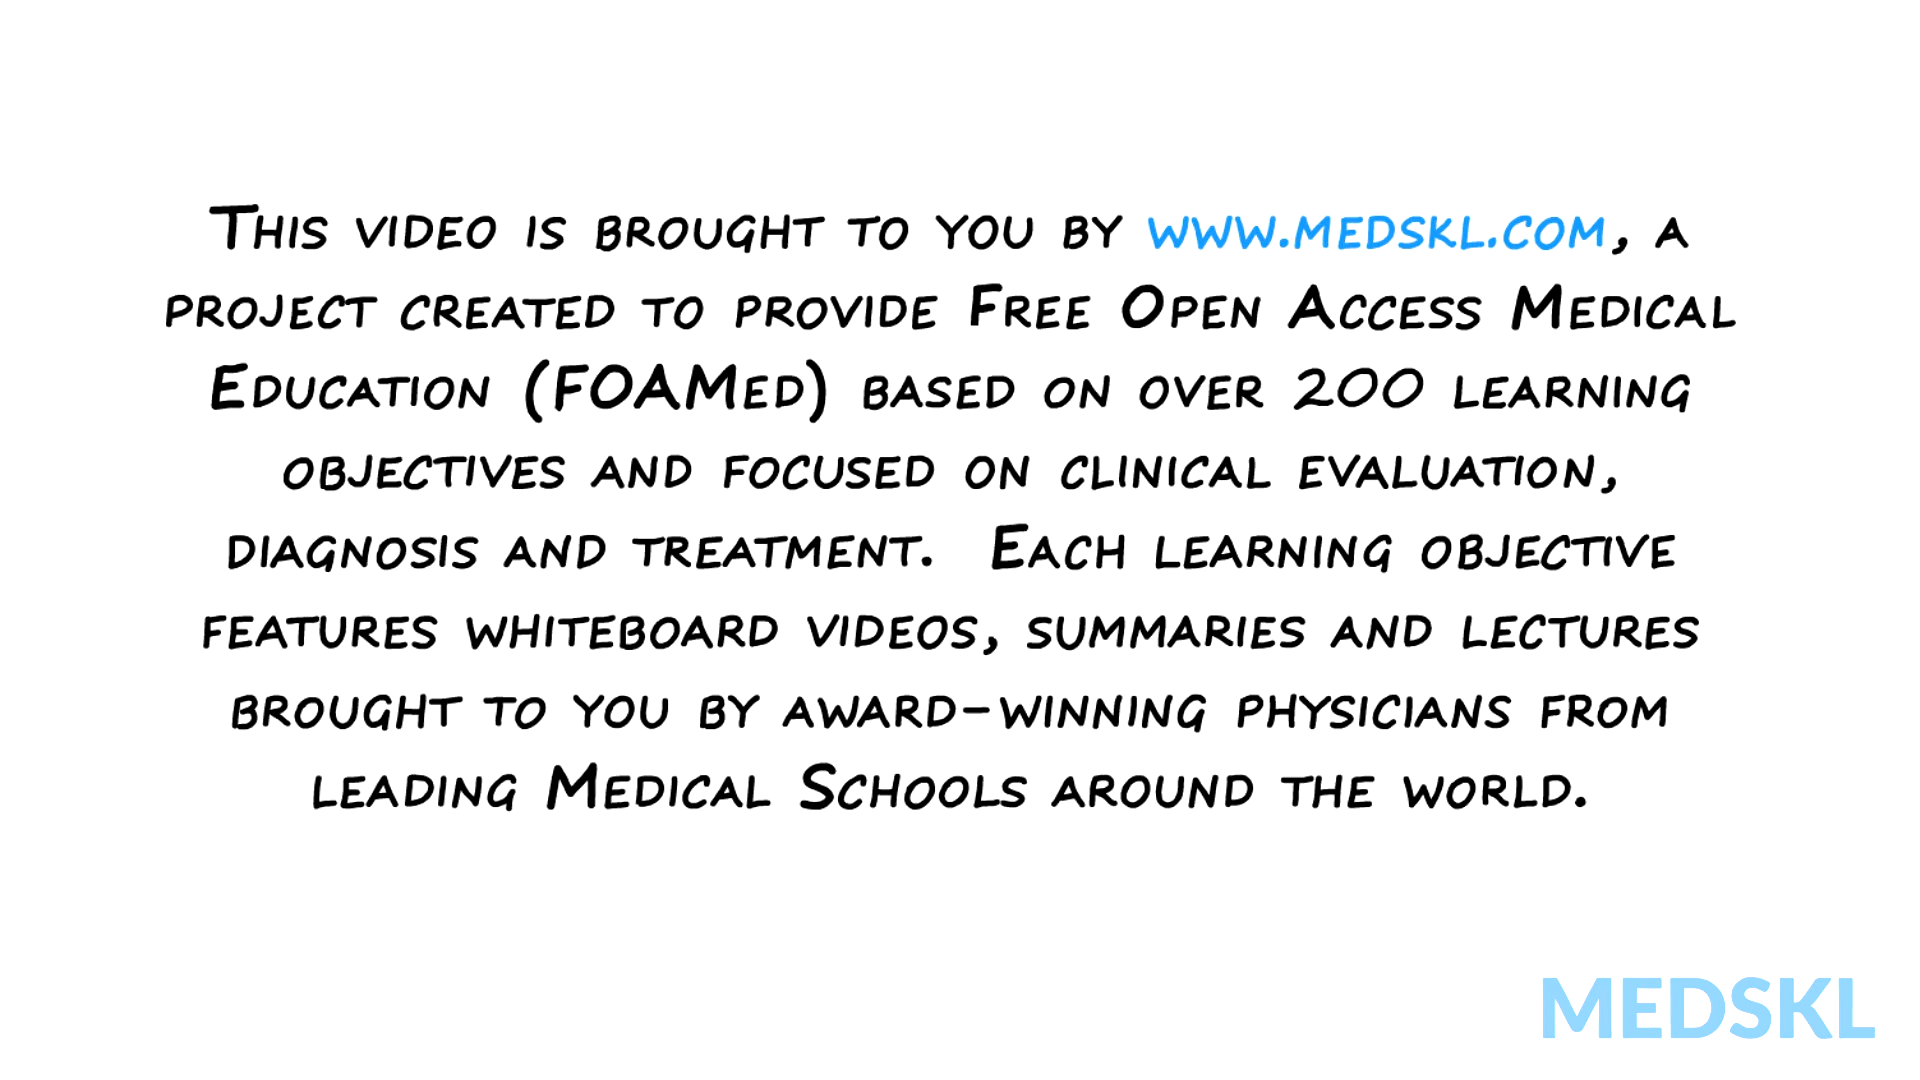 This video is brought to you by www.medskl.com, a
project created to provide Free Open Access Medical
Education (FOAMed) based on over 200 learning
objectives and focused on clinical evaluation,
diagnosis and treatment.  Each learning objective
features whiteboard videos, summaries and lectures
brought to you by award-winning physicians from
leading Medical Schools around the world.
MEDSKL